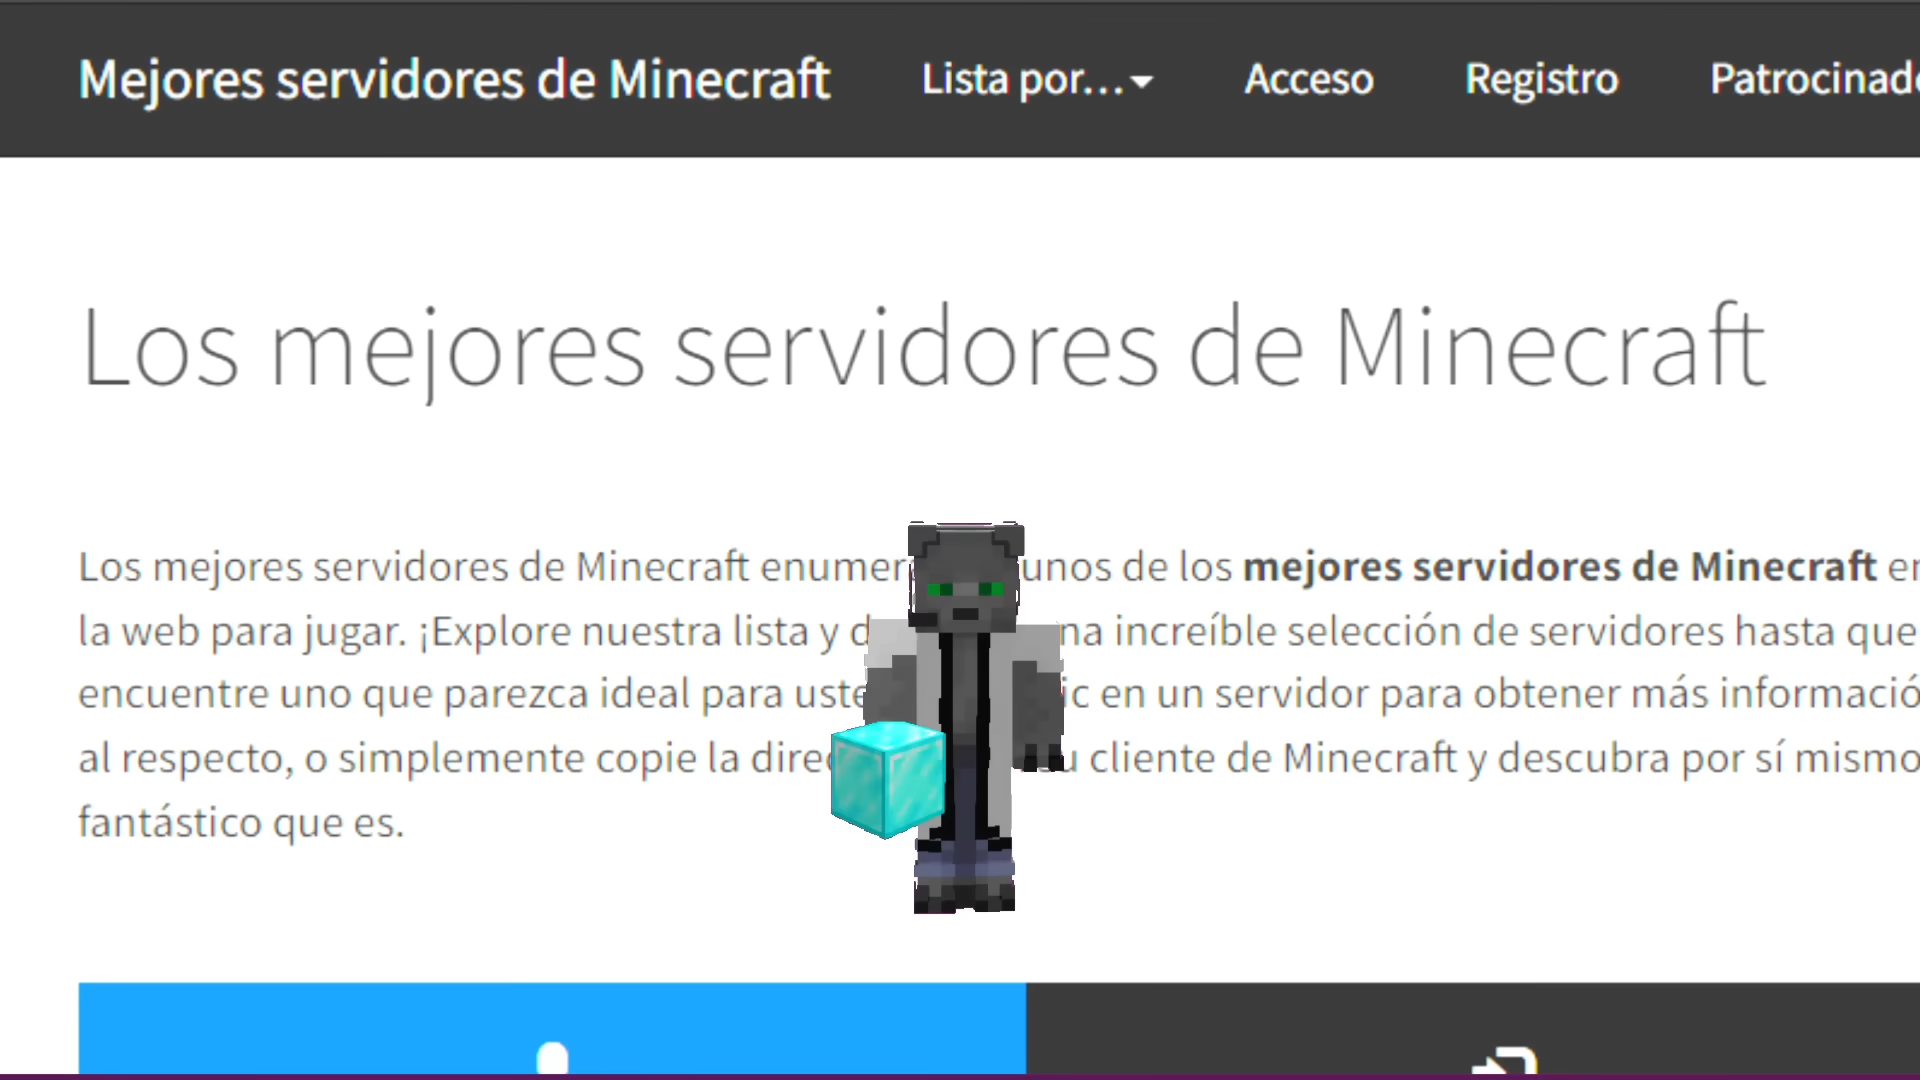 Mejores servidores de Minecraft Lista por... Acceso Registro
Los mejores servidores de Minecraft
Los mejores servidores de Minecraft unos de los mejores servidores de Minecraft
la web para jugar. ¡Explore nuestra lista y increíble selección de servidores hasta que
encuentre uno que parezca ideal para en un servidor para obtener más
al respecto, o simplemente copie la cliente de Minecraft y descubra por sí mismo
fantástico que es.